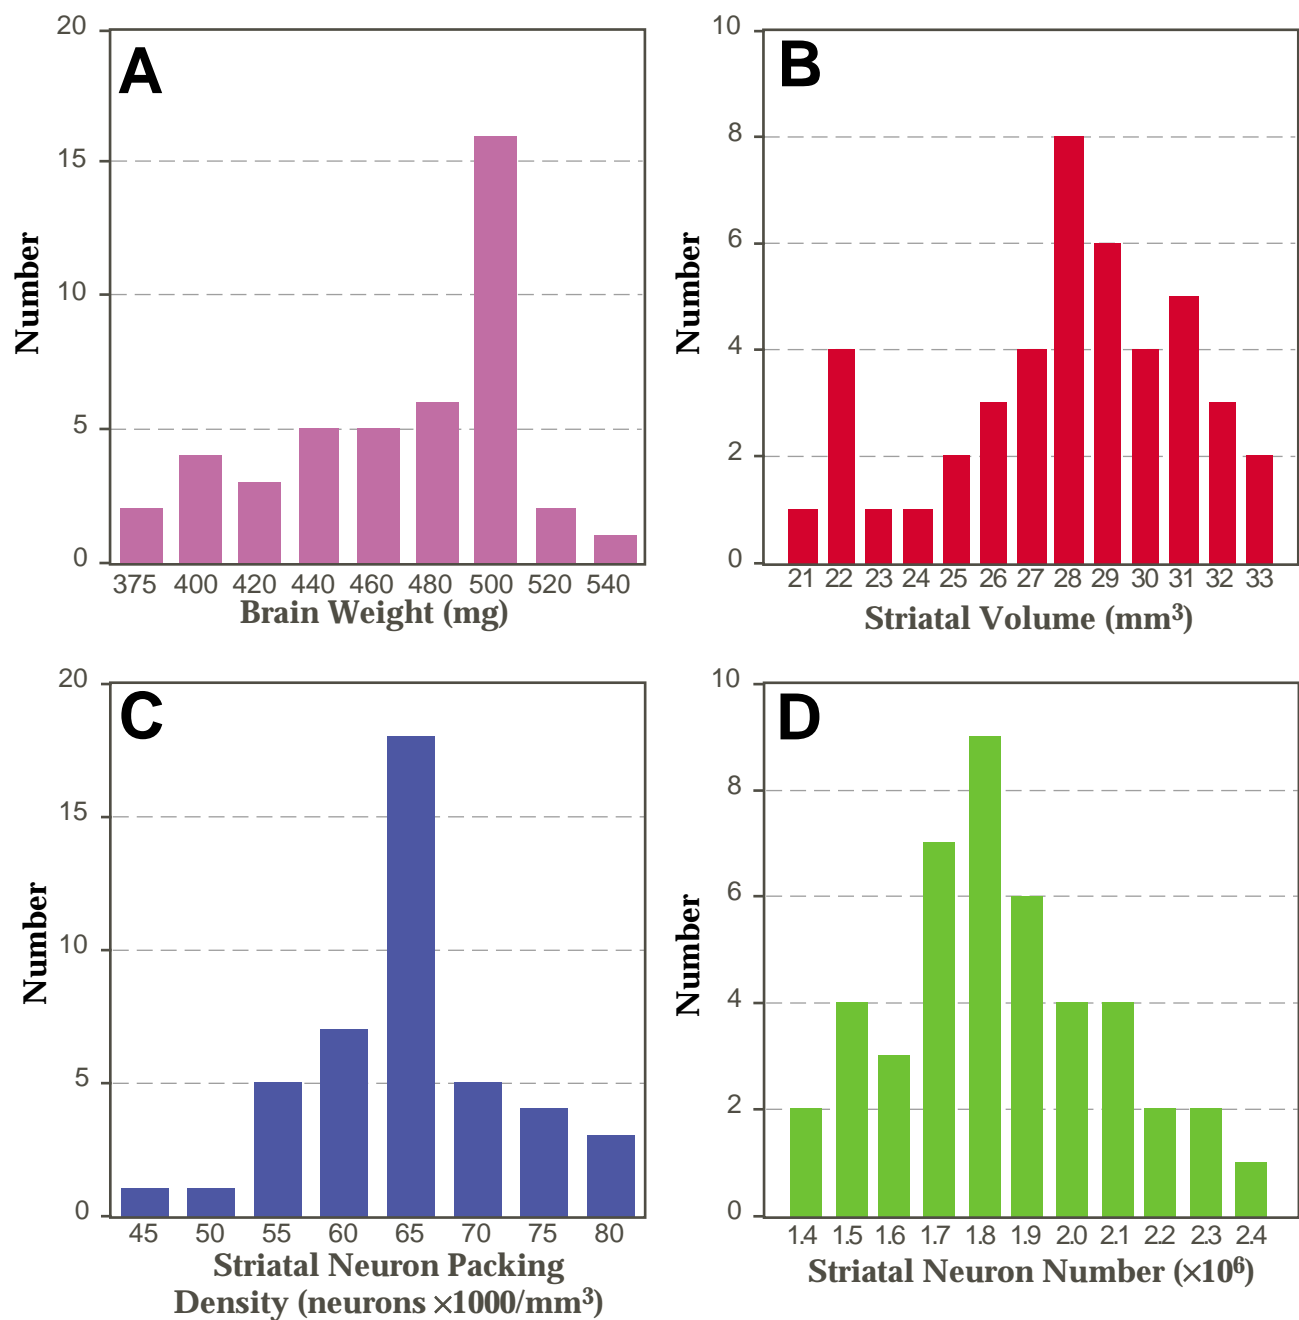 A
20
15
10
5
0
Number
375 400 420 440 460 480 500 520 540
Brain Weight (mg)
B
10
8
6
4
2
0
Number
21 22 23 24 25 26 27 28 29 30 31 32 33
Striatal Volume (mm³)
C
20
15
10
5
0
Number
45 50 55 60 65 70 75 80
Striatal Neuron Packing
Density (neurons ×1000/mm³)
D
10
8
6
4
2
0
Number
1.4 1.5 1.6 1.7 1.8 1.9 2.0 2.1 2.2 2.3 2.4
Striatal Neuron Number (×10⁶)